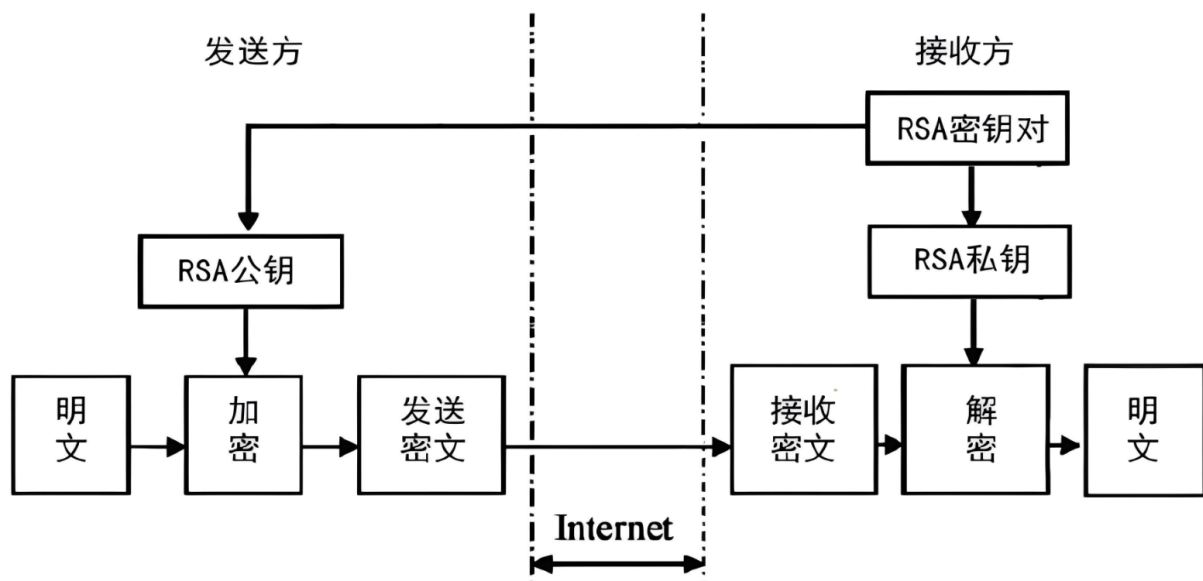 发送方
接收方
RSA密钥对
RSA公钥
RSA私钥
明
文
加
密
发送
密文
接收
密文
解
密
明
文
Internet